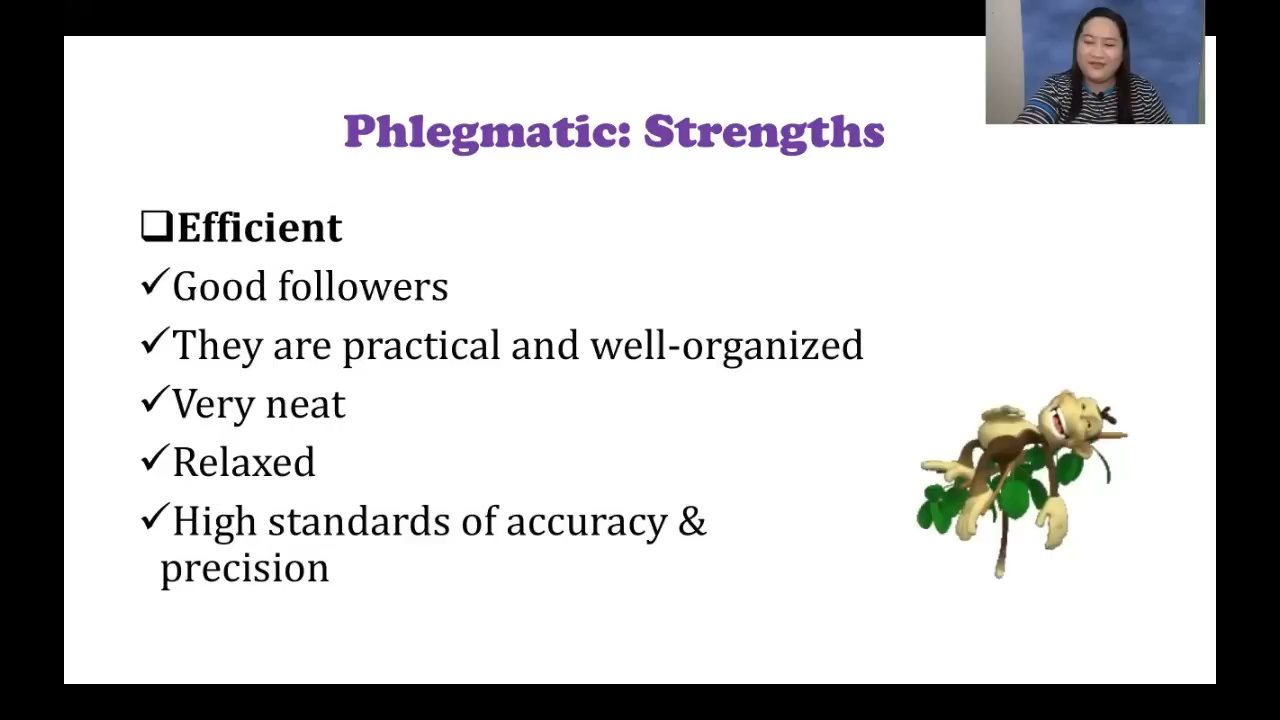 Phlegmatic: Strengths
❑Efficient
✓Good followers
✓They are practical and well-organized
✓Very neat
✓Relaxed
✓High standards of accuracy &
precision